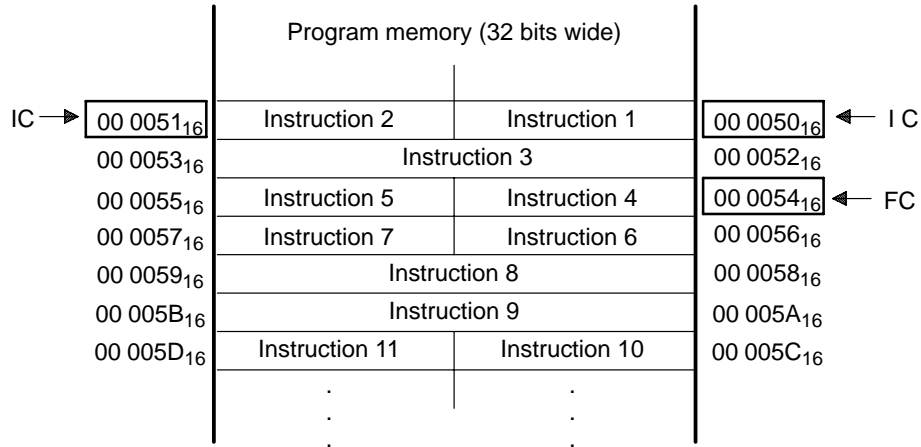 Program memory (32 bits wide)
IC 00 0051₁₆ Instruction 2 Instruction 1 00 0050₁₆ I C
00 0053₁₆ Instruction 3 00 0052₁₆
00 0055₁₆ Instruction 5 Instruction 4 00 0054₁₆ FC
00 0057₁₆ Instruction 7 Instruction 6 00 0056₁₆
00 0059₁₆ Instruction 8 00 0058₁₆
00 005B₁₆ Instruction 9 00 005A₁₆
00 005D₁₆ Instruction 11 Instruction 10 00 005C₁₆
. .
. .
. .